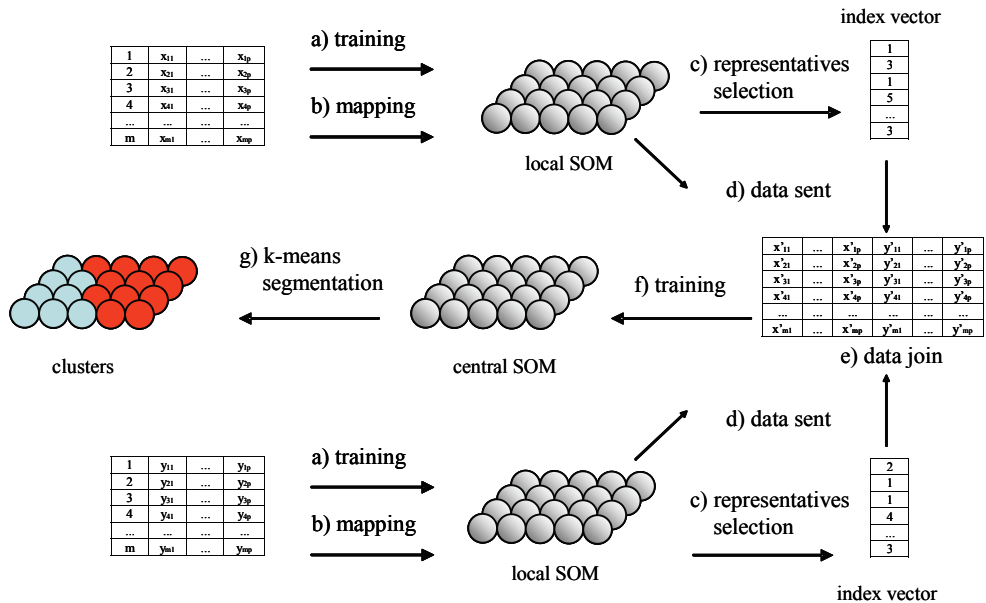 index vector
a) training
1 x11 ... x1p
2 x21 ... x2p
3 x31 ... x3p
4 x41 ... x4p
... ... ... ...
m xm1 ... xmp
b) mapping
local SOM
c) representatives
selection
1
3
1
5
...
3
d) data sent
x'11 ... x'1p y'11 ... y'1p
x'21 ... x'2p y'21 ... y'2p
x'31 ... x'3p y'31 ... y'3p
x'41 ... x'4p y'41 ... y'4p
... ... ... ... ... ...
x'm1 ... x'mp y'm1 ... y'mp
e) data join
f) training
central SOM
g) k-means
segmentation
clusters
d) data sent
a) training
1 y11 ... y1p
2 y21 ... y2p
3 y31 ... y3p
4 y41 ... y4p
... ... ... ...
m ym1 ... ymp
b) mapping
local SOM
c) representatives
selection
2
1
1
4
...
3
index vector